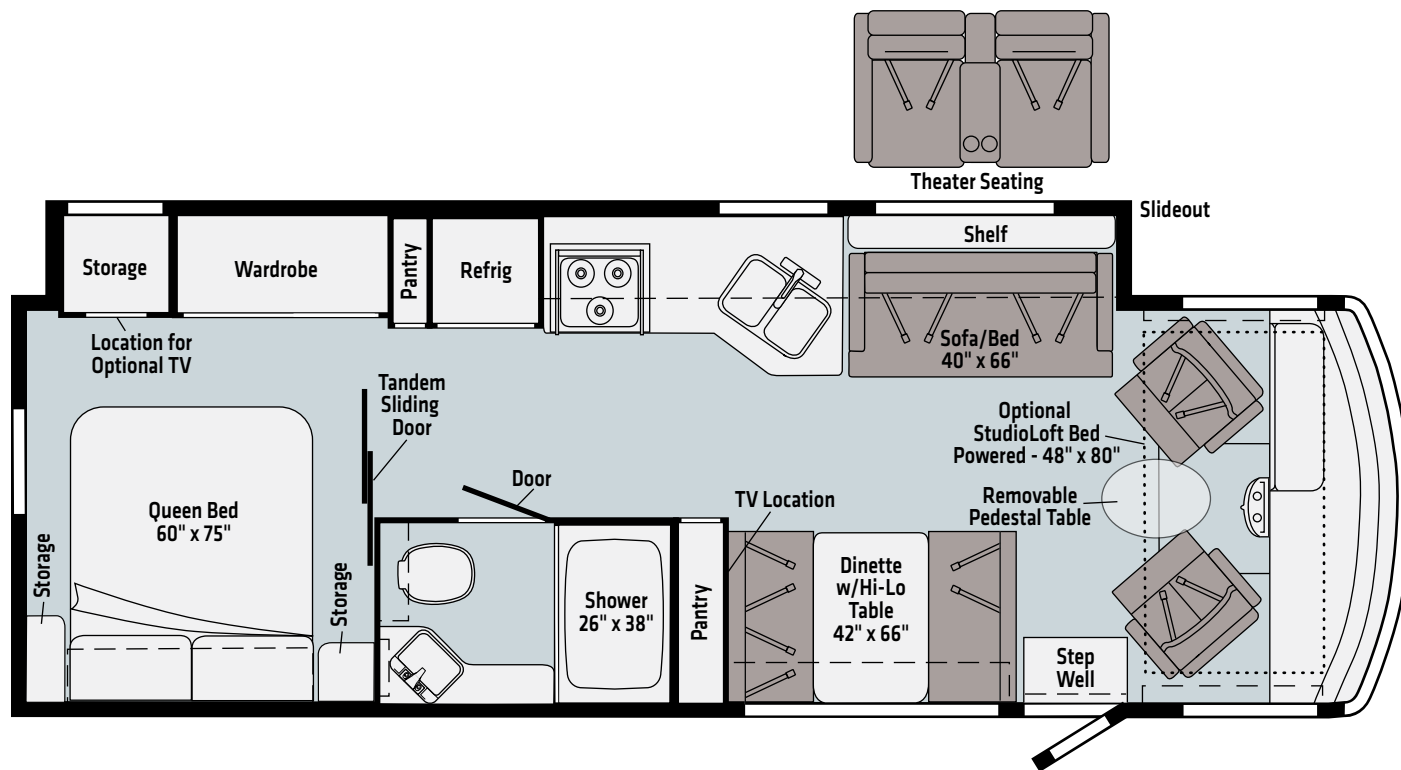 Theater Seating
Slideout
Shelf
Storage
Wardrobe
Pantry
Refrig
Location for
Optional TV
Sofa/Bed
40" x 66"
Tandem
Sliding
Door
Optional
StudioLoft Bed
Powered - 48" x 80"
Door
TV Location
Removable
Pedestal Table
Queen Bed
60" x 75"
Storage
Storage
Shower
26" x 38"
Pantry
Dinette
w/Hi-Lo
Table
42" x 66"
Step
Well